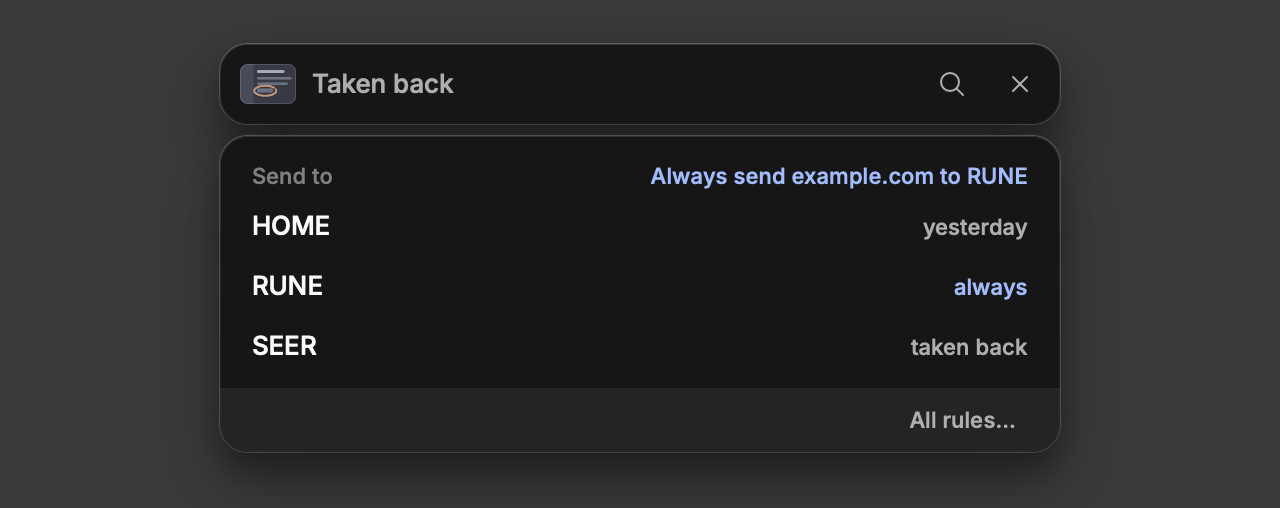 Taken back
Send to Always send example.com to RUNE
HOME yesterday
RUNE always
SEER taken back
All rules...